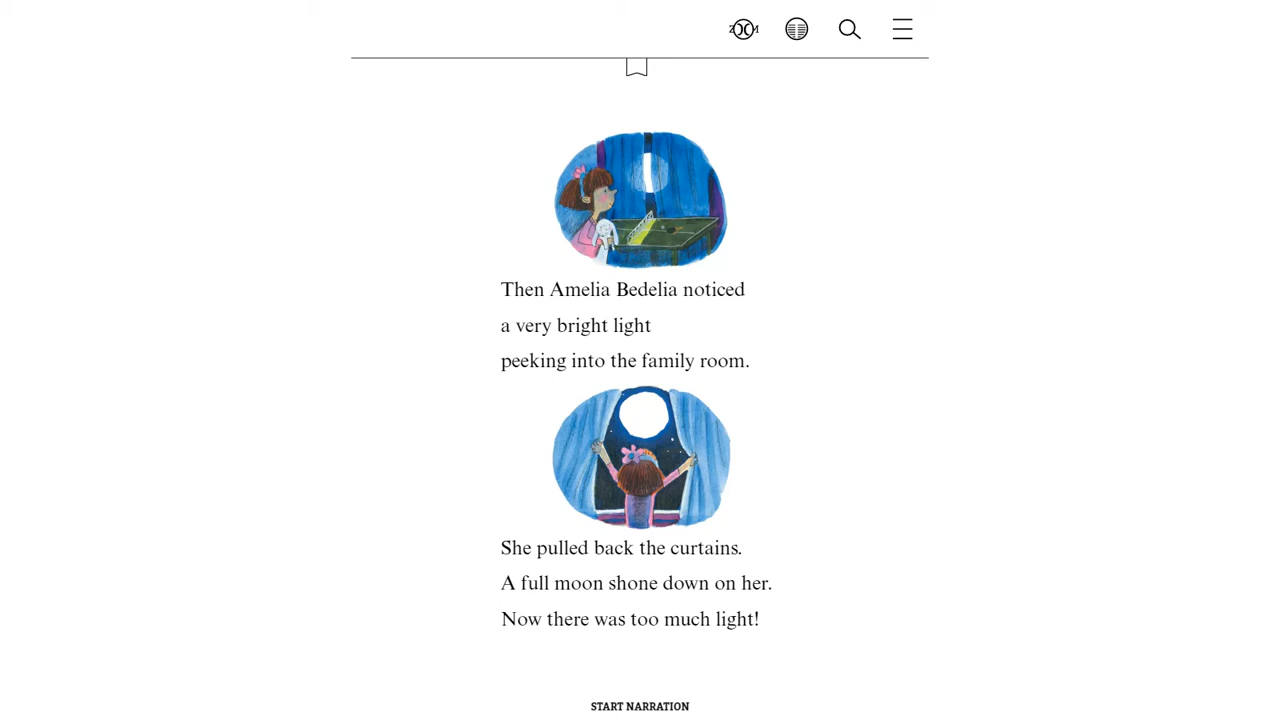 Then Amelia Bedelia noticed
a very bright light
peeking into the family room.
She pulled back the curtains.
A full moon shone down on her.
Now there was too much light!
START NARRATION